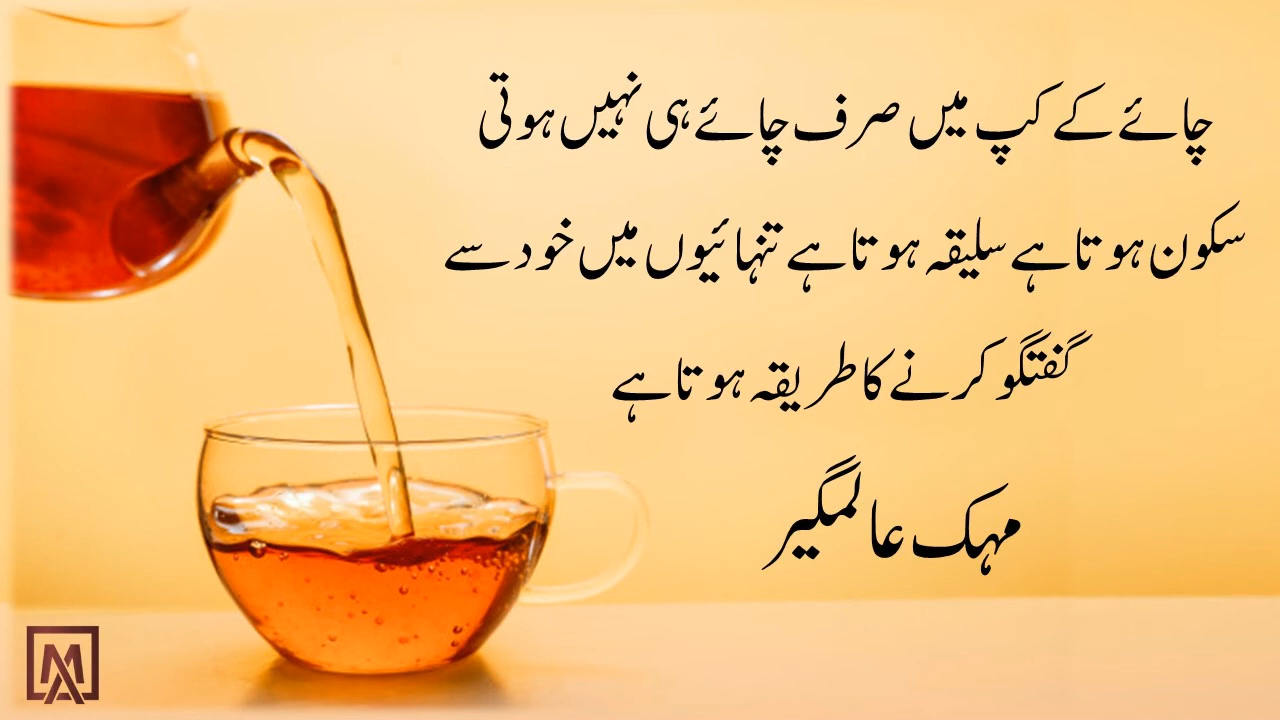 چائے کے کپ میں صرف چائے ہی نہیں ہوتی
سکون ہوتا ہے سلیقہ ہوتا ہے تنہائیوں میں خود سے
گفتگو کرنے کا طریقہ ہوتا ہے
مہک عالمگیر
MA